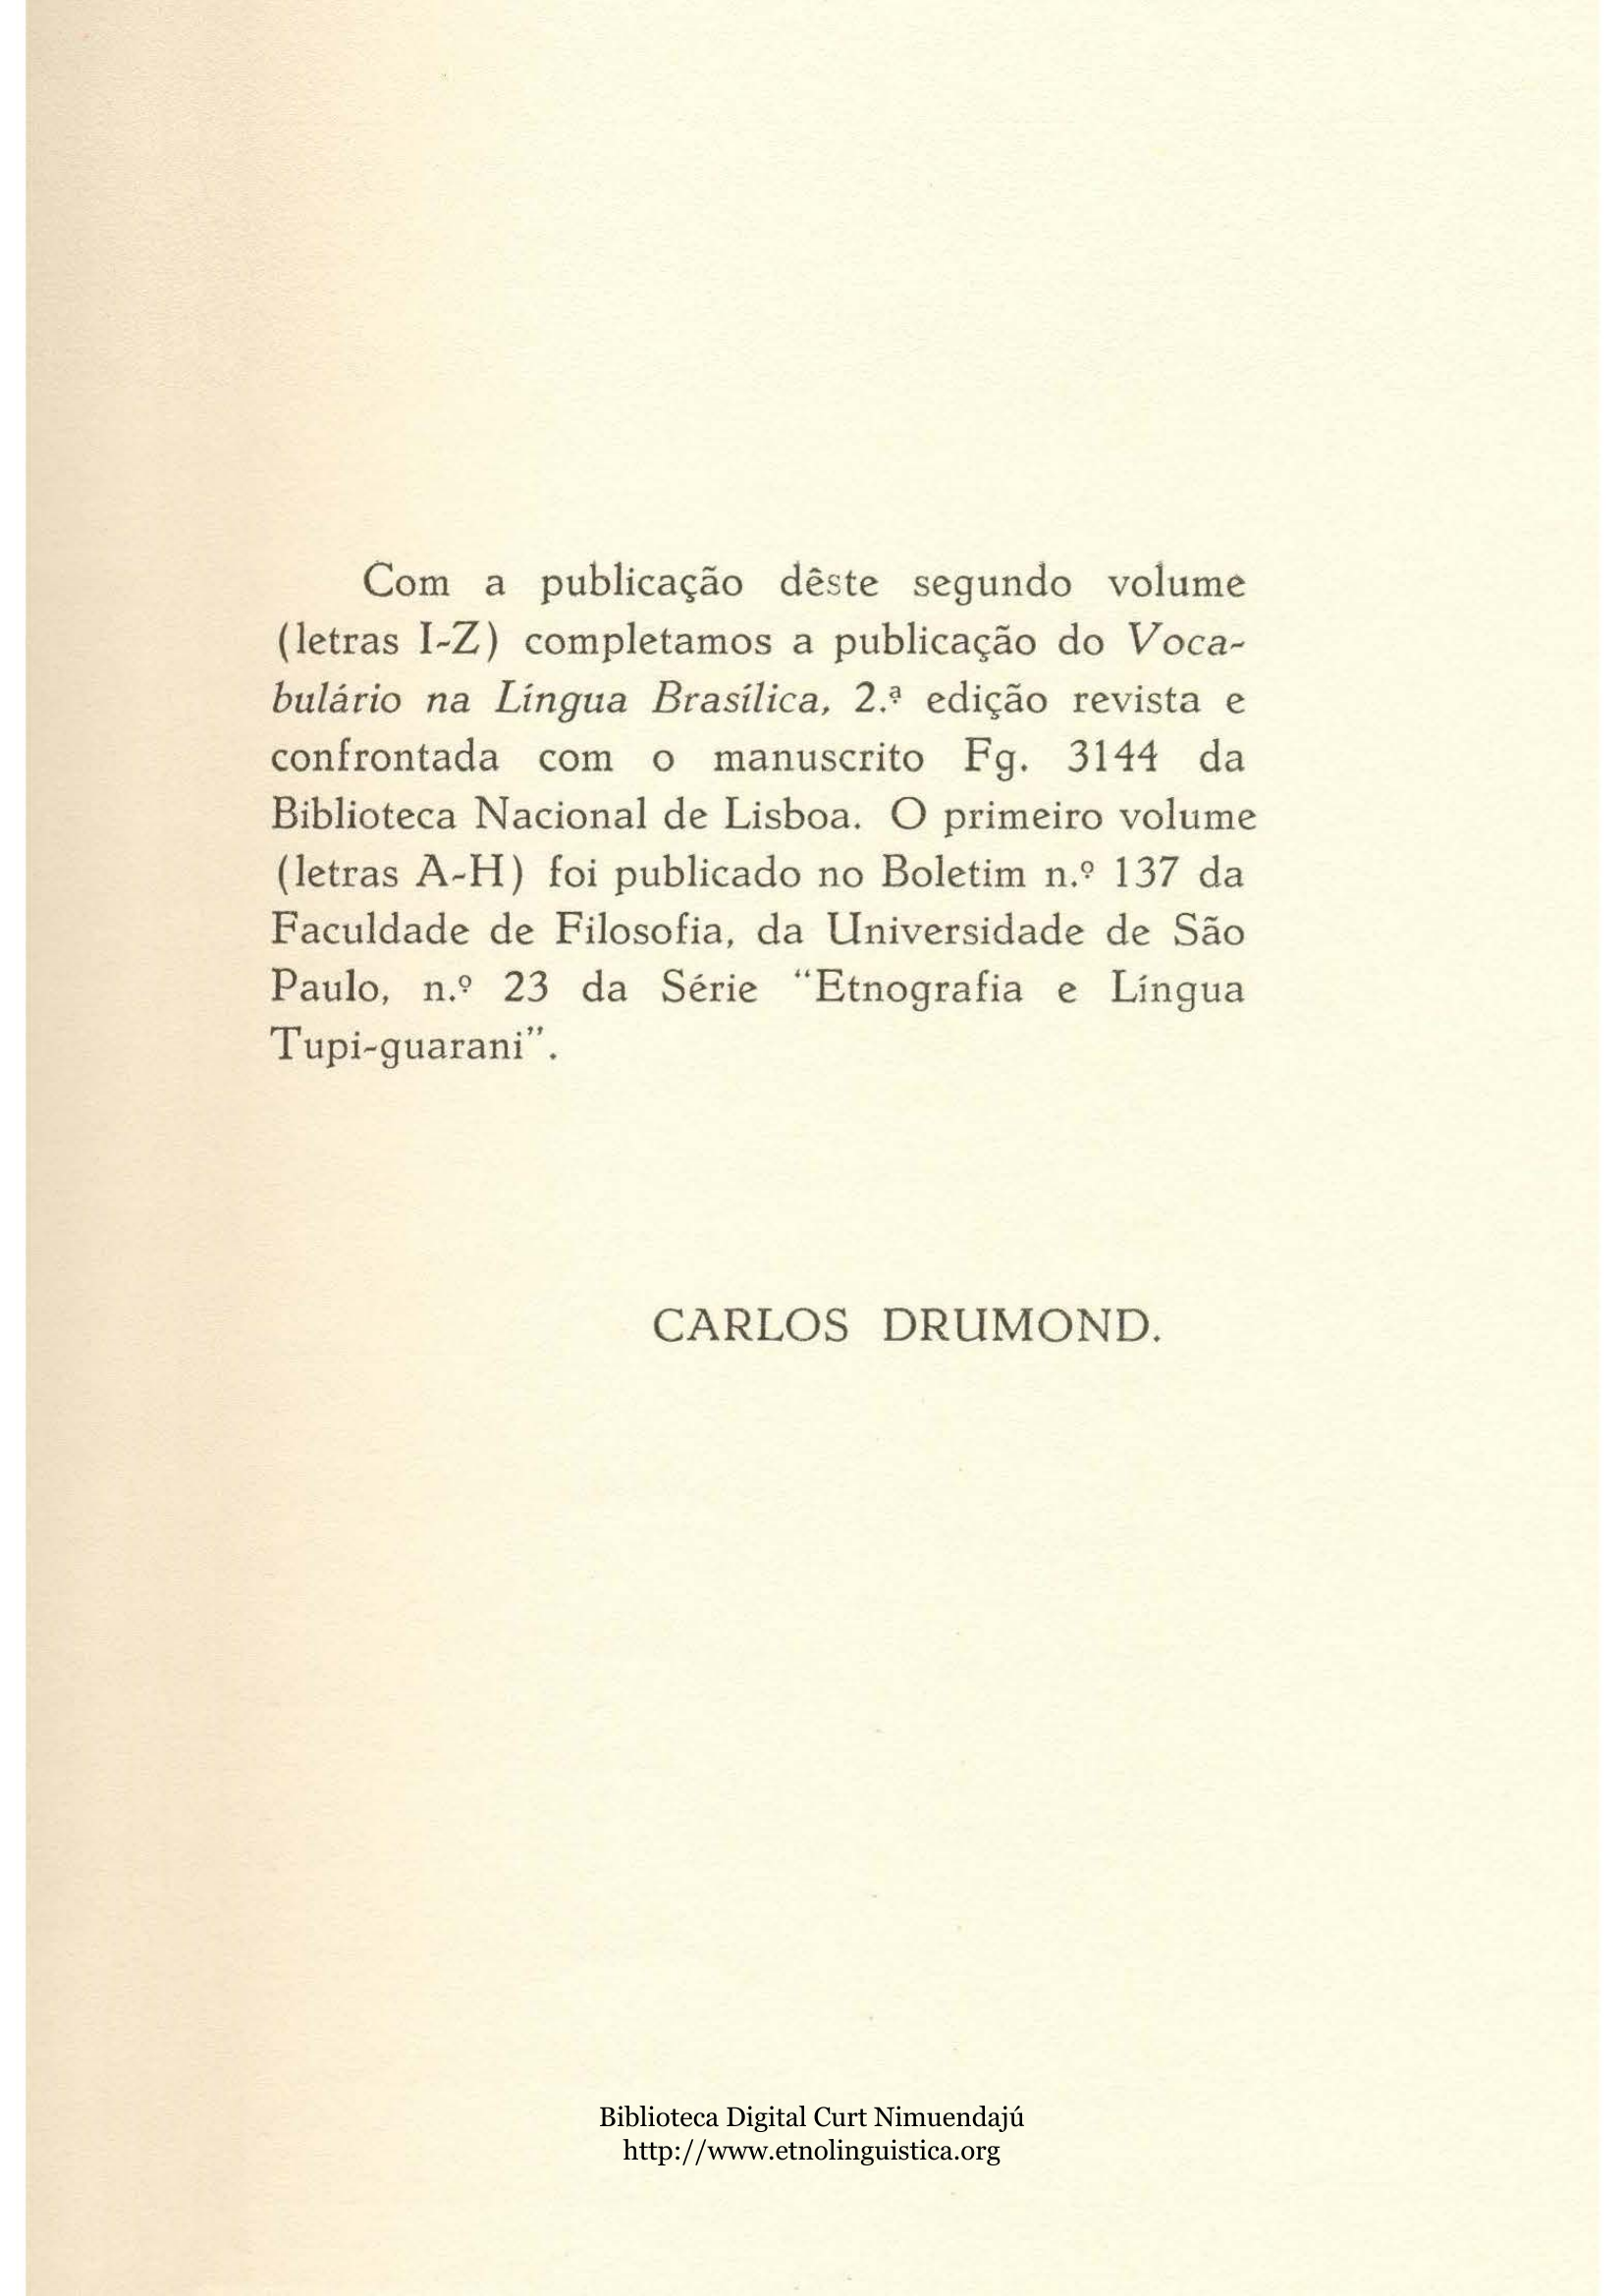 Com a publicação dêste segundo volume
(letras I-Z) completamos a publicação do Voca-
bulário na Língua Brasílica, 2.ª edição revista e
confrontada com o manuscrito Fg. 3144 da
Biblioteca Nacional de Lisboa. O primeiro volume
(letras A-H) foi publicado no Boletim n.º 137 da
Faculdade de Filosofia, da Universidade de São
Paulo, n.º 23 da Série “Etnografia e Língua
Tupi-guarani”.
CARLOS DRUMOND.
Biblioteca Digital Curt Nimuendajú
http://www.etnolinguistica.org